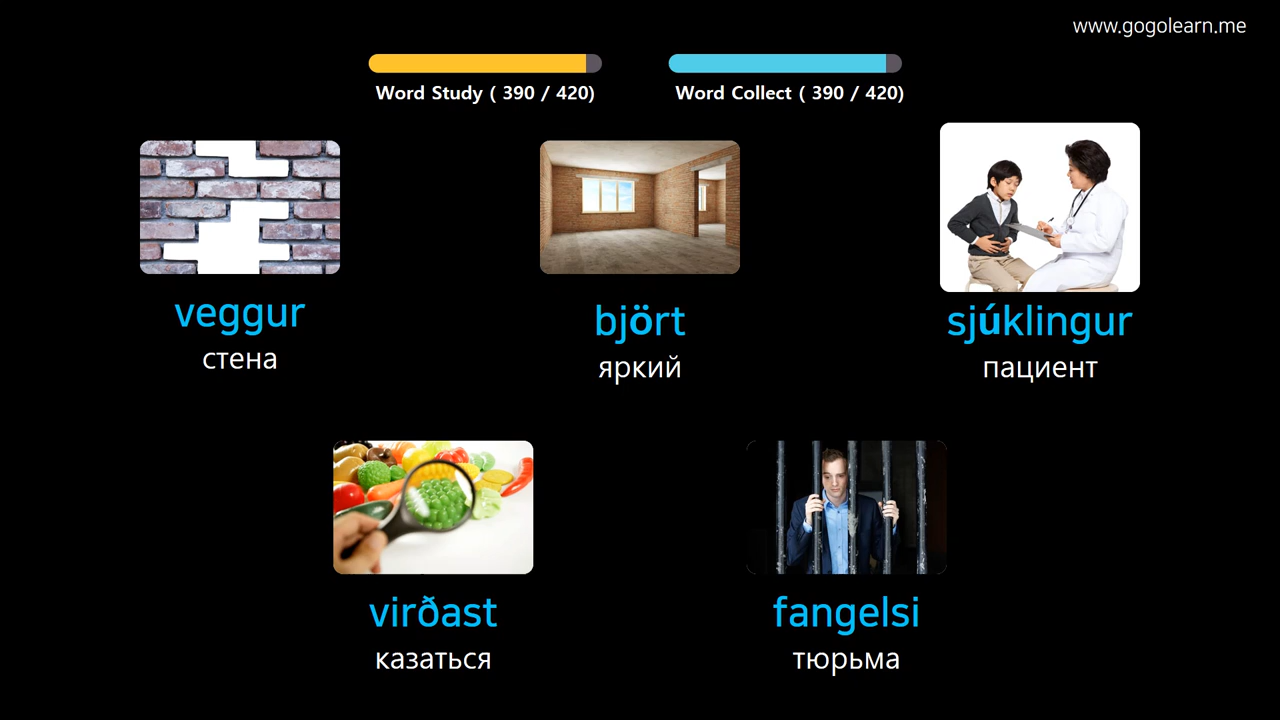 www.gogolearn.me
Word Study ( 390 / 420)
Word Collect ( 390 / 420)
veggur
стена
björt
яркий
sjúklingur
пациент
virðast
казаться
fangelsi
тюрьма